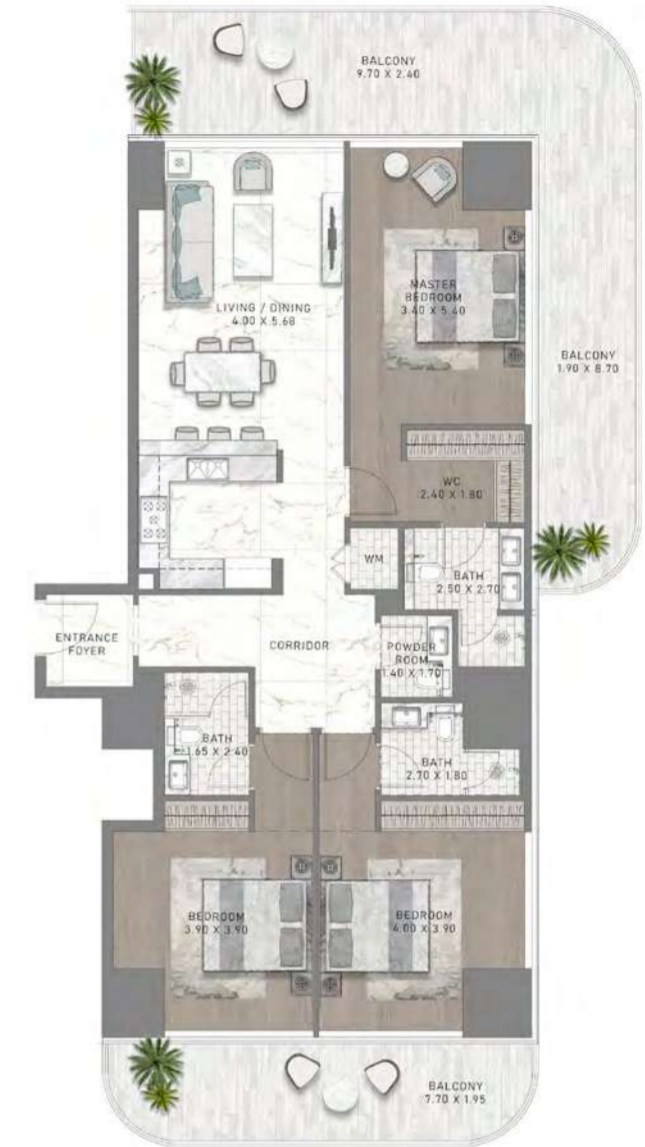 BALCONY
9.70 X 2.40
LIVING / DINING
4.00 X 5.68
MASTER
BEDROOM
3.40 X 5.40
BALCONY
1.90 X 8.70
WC
2.40 X 1.80
WM
BATH
2.50 X 2.70
ENTRANCE
FOYER
CORRIDOR
POWDER
ROOM
1.40 X 1.70
BATH
1.65 X 2.40
BATH
2.70 X 1.80
BEDROOM
3.90 X 3.90
BEDROOM
4.00 X 3.90
BALCONY
7.70 X 1.95